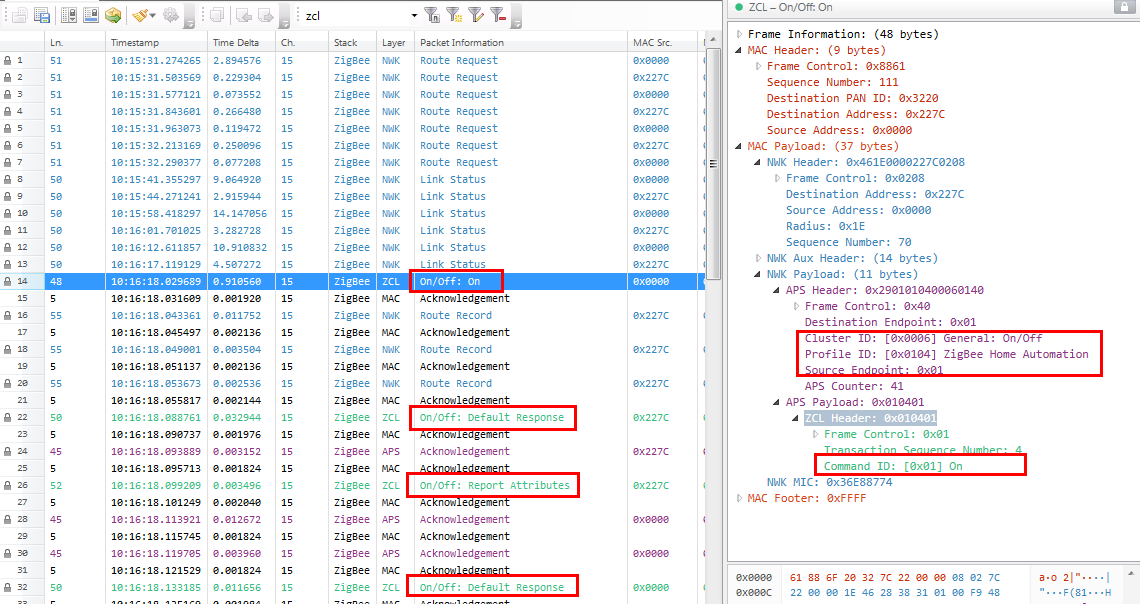 zcl
Ln. Timestamp Time Delta Ch. Stack Layer Packet Information MAC Src.
1 51 10:15:31.274265 2.894576 15 ZigBee NWK Route Request 0x0000
2 51 10:15:31.503569 0.229304 15 ZigBee NWK Route Request 0x227C
3 51 10:15:31.577121 0.073552 15 ZigBee NWK Route Request 0x0000
4 51 10:15:31.843601 0.266480 15 ZigBee NWK Route Request 0x227C
5 51 10:15:31.963073 0.119472 15 ZigBee NWK Route Request 0x0000
6 51 10:15:32.213169 0.250096 15 ZigBee NWK Route Request 0x227C
7 51 10:15:32.290377 0.077208 15 ZigBee NWK Route Request 0x0000
8 50 10:15:41.355297 9.064920 15 ZigBee NWK Link Status 0x0000
9 50 10:15:44.271241 2.915944 15 ZigBee NWK Link Status 0x227C
10 50 10:15:58.418297 14.147056 15 ZigBee NWK Link Status 0x0000
11 50 10:16:01.701025 3.282728 15 ZigBee NWK Link Status 0x227C
12 50 10:16:12.611857 10.910832 15 ZigBee NWK Link Status 0x0000
13 50 10:16:17.119129 4.507272 15 ZigBee NWK Link Status 0x227C
14 48 10:16:18.029689 0.910560 15 ZigBee ZCL On/Off: On 0x0000
15 5 10:16:18.031609 0.001920 15 ZigBee MAC Acknowledgement
16 55 10:16:18.043361 0.011752 15 ZigBee NWK Route Record 0x227C
17 5 10:16:18.045497 0.002136 15 ZigBee MAC Acknowledgement
18 55 10:16:18.049001 0.003504 15 ZigBee NWK Route Record 0x227C
19 5 10:16:18.051137 0.002136 15 ZigBee MAC Acknowledgement
20 55 10:16:18.053673 0.002536 15 ZigBee NWK Route Record 0x227C
21 5 10:16:18.055817 0.002144 15 ZigBee MAC Acknowledgement
22 50 10:16:18.088761 0.032944 15 ZigBee ZCL On/Off: Default Response 0x227C
23 5 10:16:18.090737 0.001976 15 ZigBee MAC Acknowledgement
24 45 10:16:18.093889 0.003152 15 ZigBee APS Acknowledgement 0x227C
25 5 10:16:18.095713 0.001824 15 ZigBee MAC Acknowledgement
26 52 10:16:18.099209 0.003496 15 ZigBee ZCL On/Off: Report Attributes 0x227C
27 5 10:16:18.101249 0.002040 15 ZigBee MAC Acknowledgement
28 45 10:16:18.113921 0.012672 15 ZigBee APS Acknowledgement 0x0000
29 5 10:16:18.115745 0.001824 15 ZigBee MAC Acknowledgement
30 45 10:16:18.119705 0.003960 15 ZigBee APS Acknowledgement 0x0000
31 5 10:16:18.121529 0.001824 15 ZigBee MAC Acknowledgement
32 50 10:16:18.133185 0.011656 15 ZigBee ZCL On/Off: Default Response 0x0000
ZCL – On/Off: On
Frame Information: (48 bytes)
MAC Header: (9 bytes)
Frame Control: 0x8861
Sequence Number: 111
Destination PAN ID: 0x3220
Destination Address: 0x227C
Source Address: 0x0000
MAC Payload: (37 bytes)
NWK Header: 0x461E0000227C0208
Frame Control: 0x0208
Destination Address: 0x227C
Source Address: 0x0000
Radius: 0x1E
Sequence Number: 70
NWK Aux Header: (14 bytes)
NWK Payload: (11 bytes)
APS Header: 0x2901010400060140
Frame Control: 0x40
Destination Endpoint: 0x01
Cluster ID: [0x0006] General: On/Off
Profile ID: [0x0104] ZigBee Home Automation
Source Endpoint: 0x01
APS Counter: 41
APS Payload: 0x010401
ZCL Header: 0x010401
Frame Control: 0x01
Transaction Sequence Number: 4
Command ID: [0x01] On
NWK MIC: 0x36E88774
MAC Footer: 0xFFFF
0x0000 61 88 6F 20 32 7C 22 00 00 08 02 7C a·o 2|"····|
0x000C 22 00 00 1E 46 28 38 31 01 00 F9 48 "···F(81···H